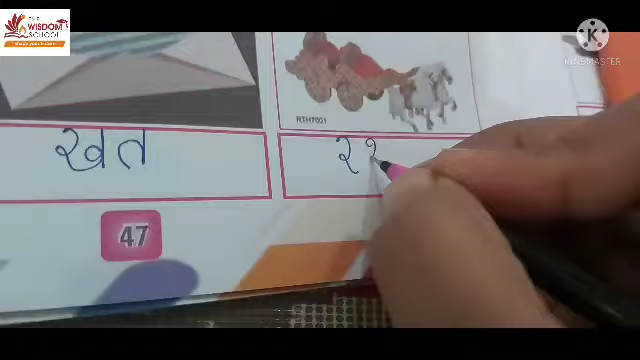 THE
WISDOM
SCHOOL
KINEMASTER
RTH7001
खत
र
47